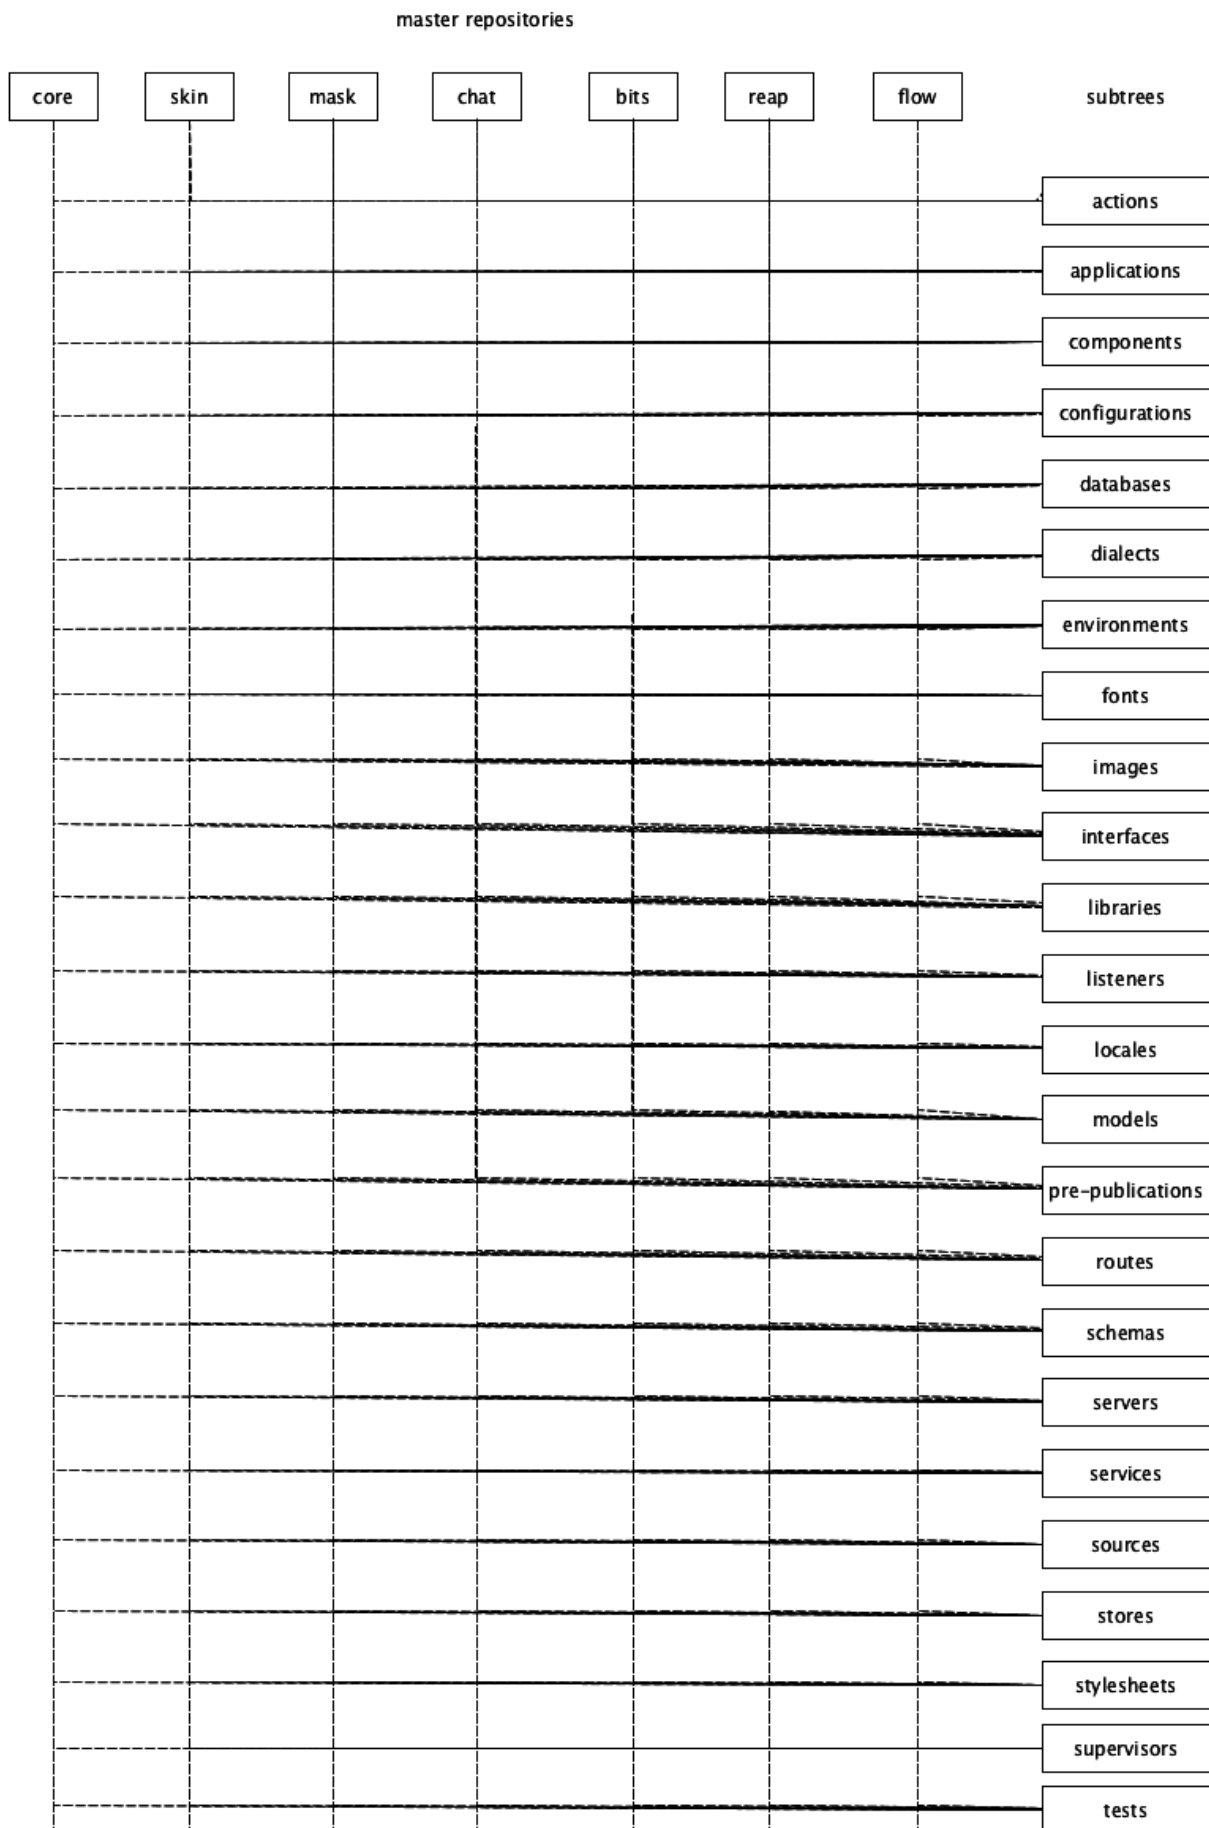 master repositories
core skin mask chat bits reap flow subtrees
actions
applications
components
configurations
databases
dialects
environments
fonts
images
interfaces
libraries
listeners
locales
models
pre-publications
routes
schemas
servers
services
sources
stores
stylesheets
supervisors
tests